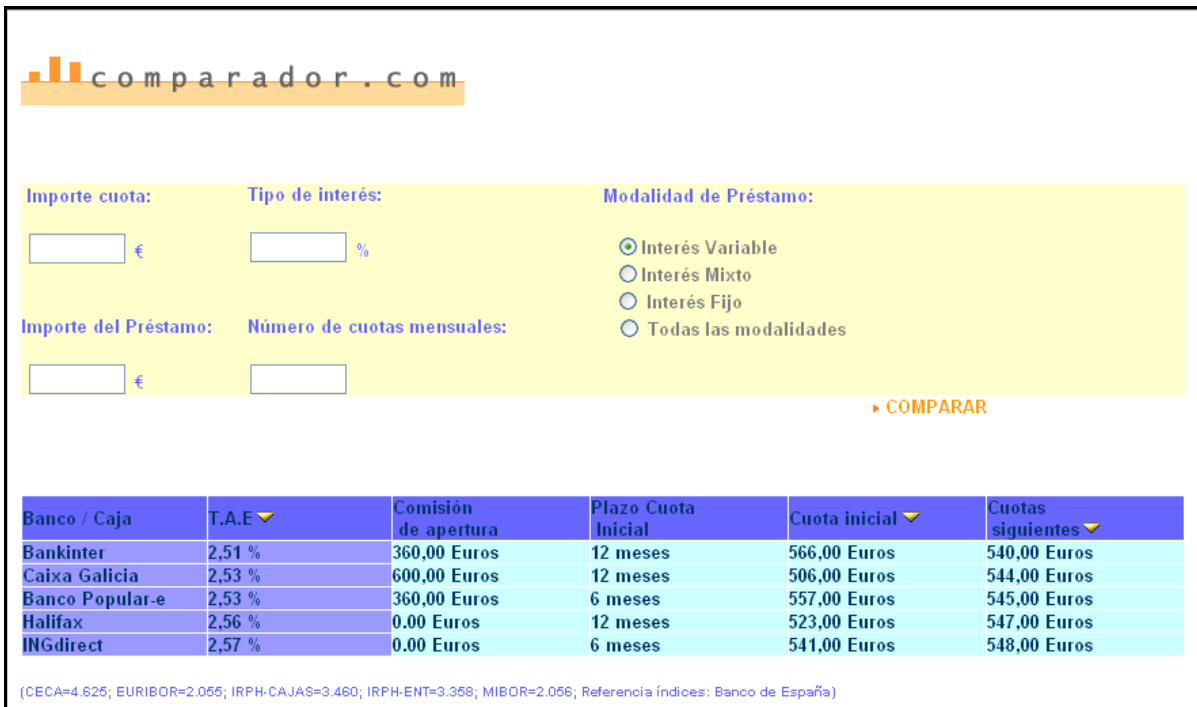 comparador.com
Importe cuota: Tipo de interés: Modalidad de Préstamo:
€ %
Interés Variable
Interés Mixto
Interés Fijo
Importe del Préstamo: Número de cuotas mensuales: Todas las modalidades
€
COMPARAR
Banco / Caja T.A.E Comisión de apertura Plazo Cuota Inicial Cuota inicial Cuotas siguientes
Bankinter 2,51 % 360,00 Euros 12 meses 566,00 Euros 540,00 Euros
Caixa Galicia 2,53 % 600,00 Euros 12 meses 506,00 Euros 544,00 Euros
Banco Popular-e 2,53 % 360,00 Euros 6 meses 557,00 Euros 545,00 Euros
Halifax 2,56 % 0.00 Euros 12 meses 523,00 Euros 547,00 Euros
INGdirect 2,57 % 0.00 Euros 6 meses 541,00 Euros 548,00 Euros
(CECA=4.625; EURIBOR=2.055; IRPH-CAJAS=3.460; IRPH-ENT=3.358; MIBOR=2.056; Referencia índices: Banco de España)